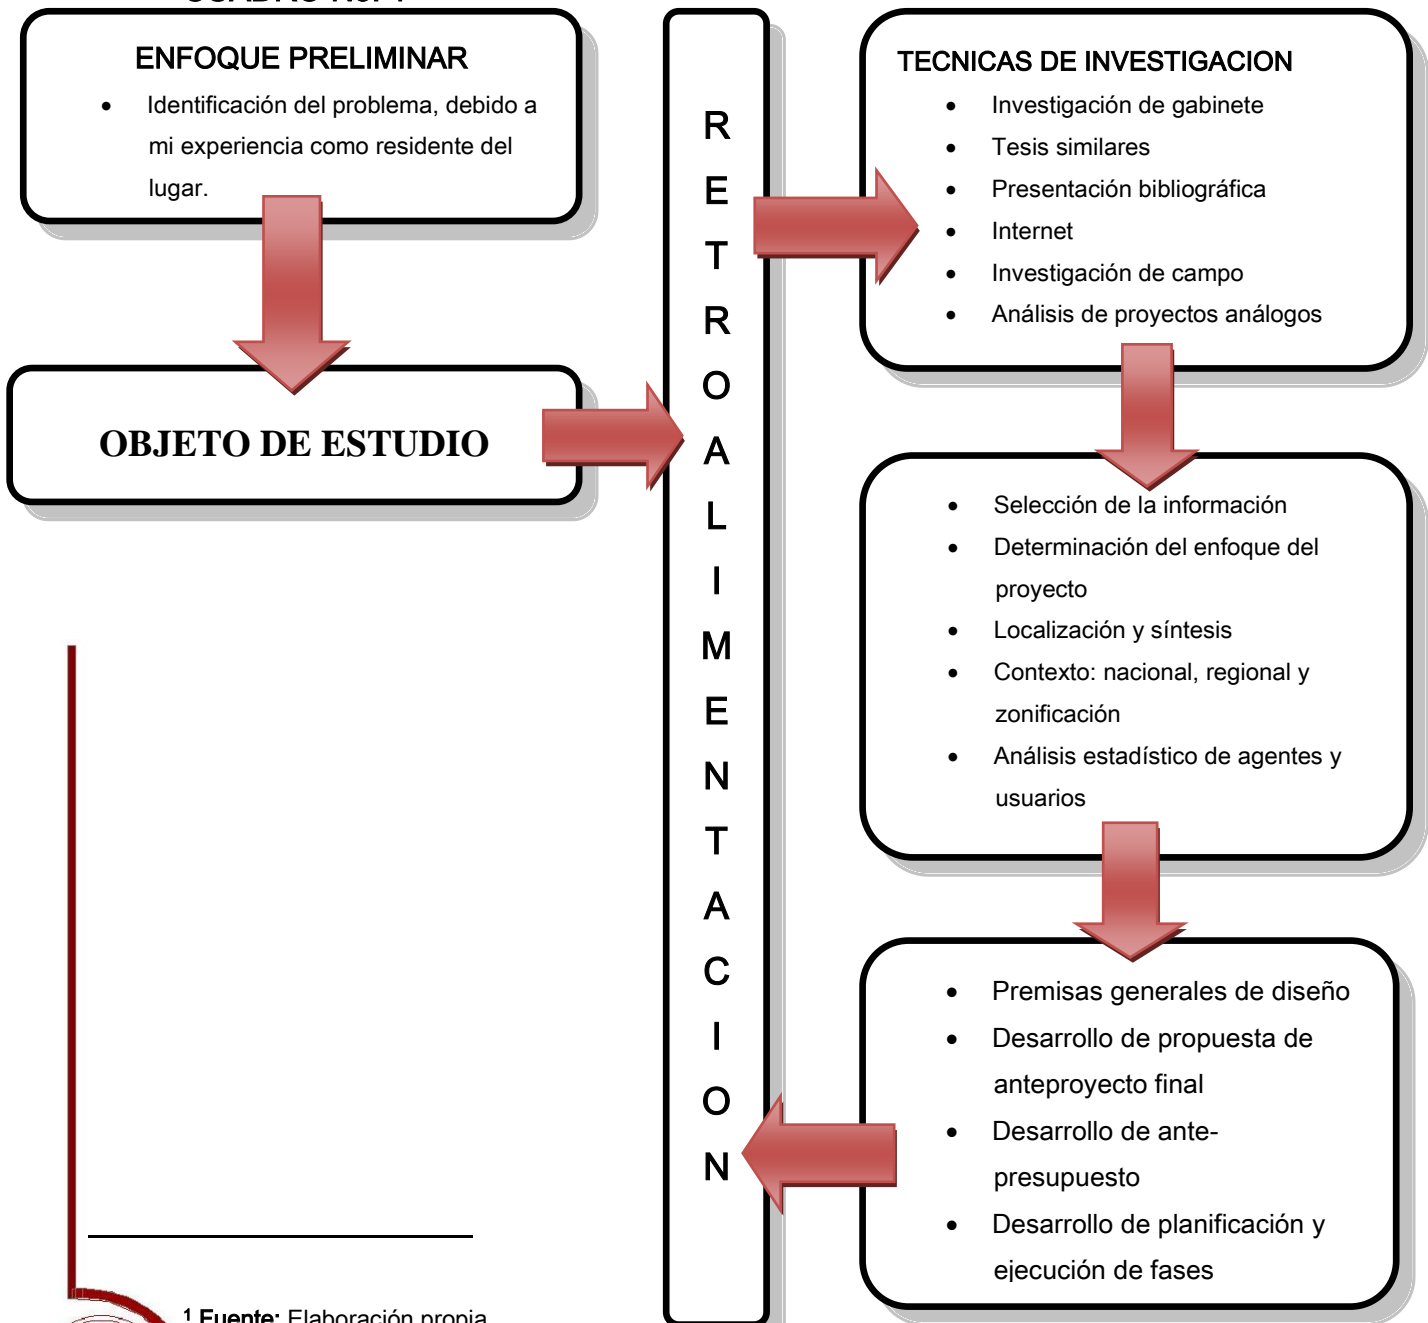 ENFOQUE PRELIMINAR
• Identificación del problema, debido a
mi experiencia como residente del
lugar.
OBJETO DE ESTUDIO
R
E
T
R
O
A
L
I
M
E
N
T
A
C
I
O
N
TECNICAS DE INVESTIGACION
• Investigación de gabinete
• Tesis similares
• Presentación bibliográfica
• Internet
• Investigación de campo
• Análisis de proyectos análogos
• Selección de la información
• Determinación del enfoque del
proyecto
• Localización y síntesis
• Contexto: nacional, regional y
zonificación
• Análisis estadístico de agentes y
usuarios
• Premisas generales de diseño
• Desarrollo de propuesta de
anteproyecto final
• Desarrollo de ante-
presupuesto
• Desarrollo de planificación y
ejecución de fases
¹ Fuente: Elaboración propia